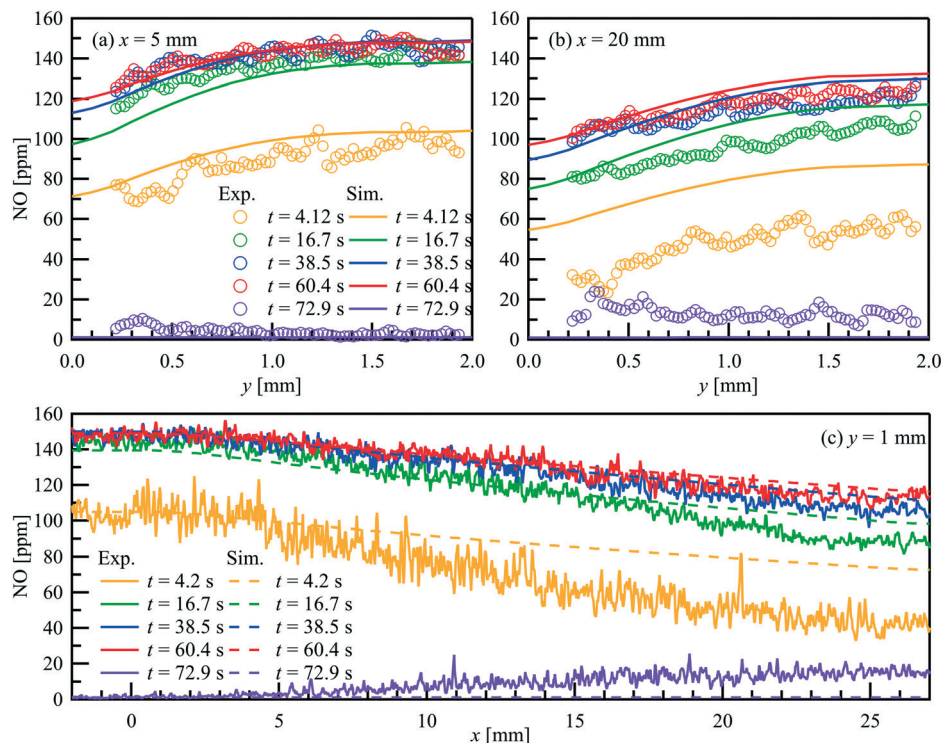 160
140
120
100
80
60
40
20
0
NO [ppm]
(a) x = 5 mm
Exp. Sim.
t = 4.12 s t = 4.12 s
t = 16.7 s t = 16.7 s
t = 38.5 s t = 38.5 s
t = 60.4 s t = 60.4 s
t = 72.9 s t = 72.9 s
0.0 0.5 1.0 1.5 2.0
y [mm]
(b) x = 20 mm
160
140
120
100
80
60
40
20
0
NO [ppm]
0.0 0.5 1.0 1.5 2.0
y [mm]
160
140
120
100
80
60
40
20
0
NO [ppm]
(c) y = 1 mm
Exp. Sim.
t = 4.2 s t = 4.2 s
t = 16.7 s t = 16.7 s
t = 38.5 s t = 38.5 s
t = 60.4 s t = 60.4 s
t = 72.9 s t = 72.9 s
0 5 10 15 20 25
x [mm]